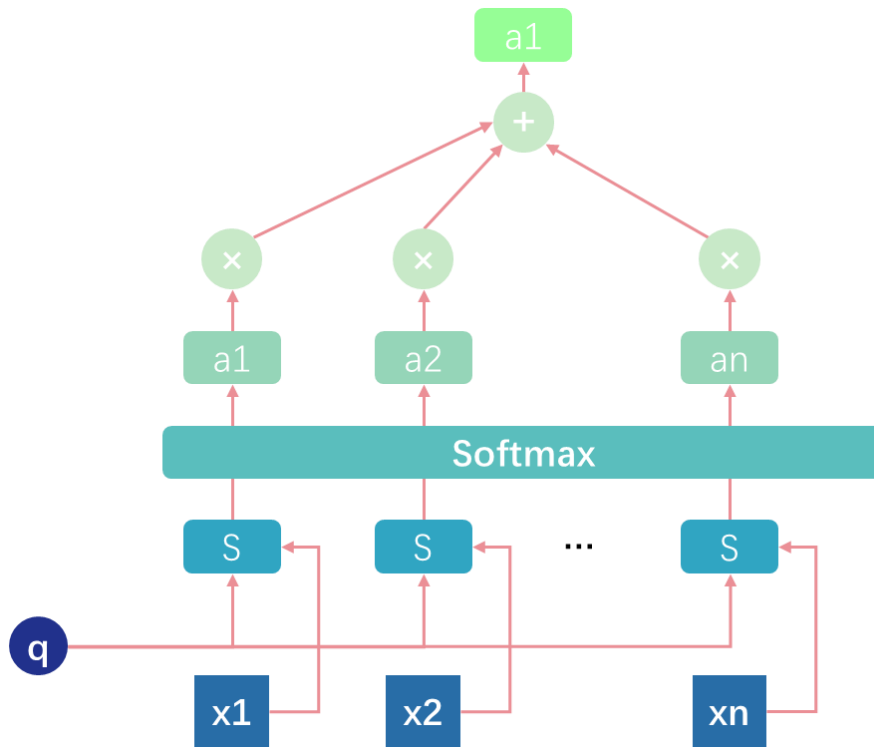 a1
+
× × ×
a1 a2 an
Softmax
S S ... S
q
x1 x2 xn